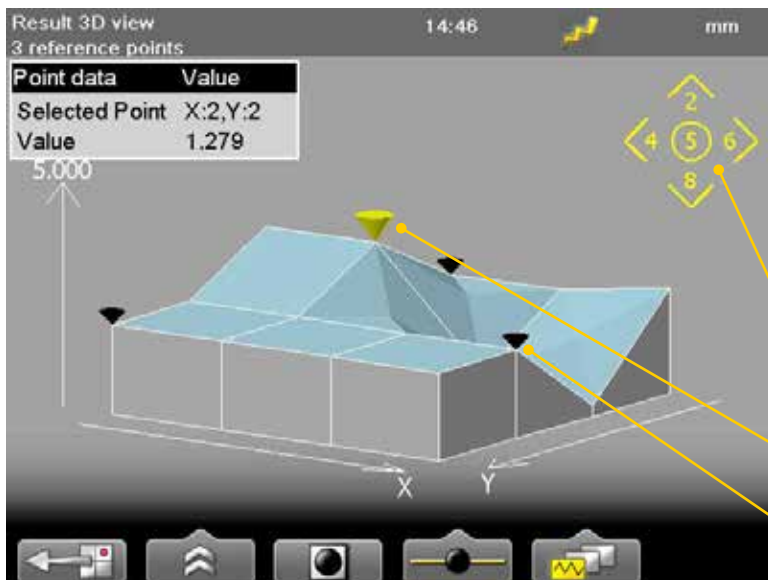 Result 3D view
14:46
mm
3 reference points
Point data Value
Selected Point X:2,Y:2
Value 1.279
5.000
2
4 5 6
8
X
Y